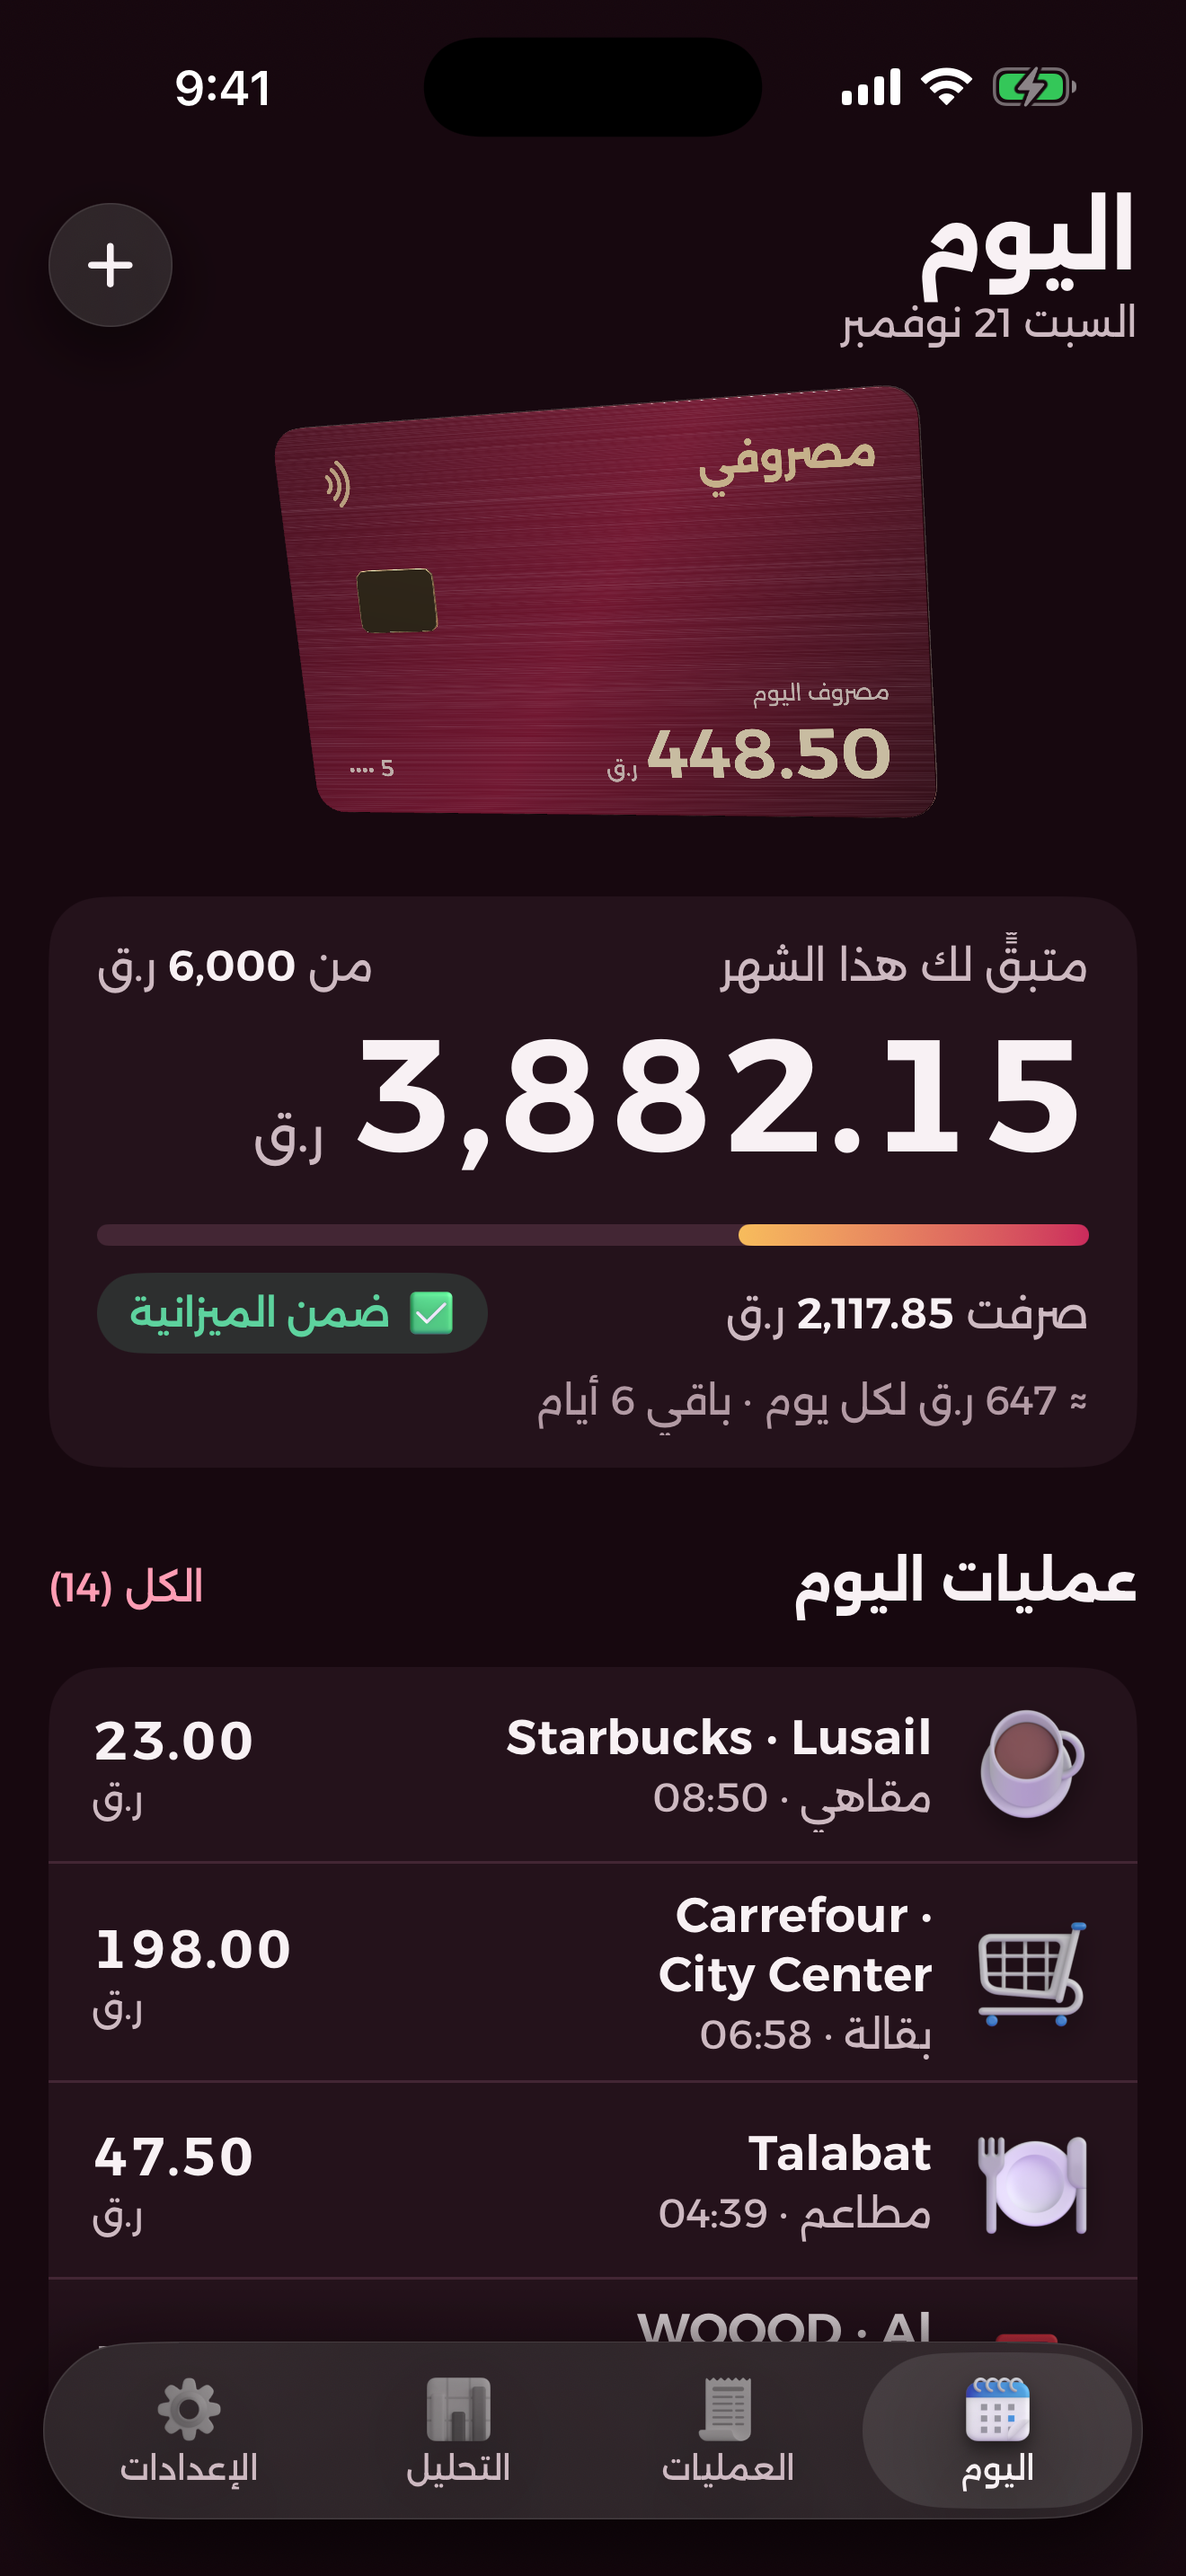 9:41
اليوم
السبت 21 نوفمبر
مصروفي
مصروف اليوم
448.50 ر.ق
•••• 5
متبقٍّ لك هذا الشهر
من 6,000 ر.ق
3,882.15 ر.ق
صرفت 2,117.85 ر.ق
ضمن الميزانية
≈ 647 ر.ق لكل يوم · باقي 6 أيام
عمليات اليوم
الكل (14)
Starbucks · Lusail
مقاهي · 08:50
23.00
ر.ق
Carrefour ·
City Center
بقالة · 06:58
198.00
ر.ق
Talabat
مطاعم · 04:39
47.50
ر.ق
WOOOD · Al
اليوم
العمليات
التحليل
الإعدادات